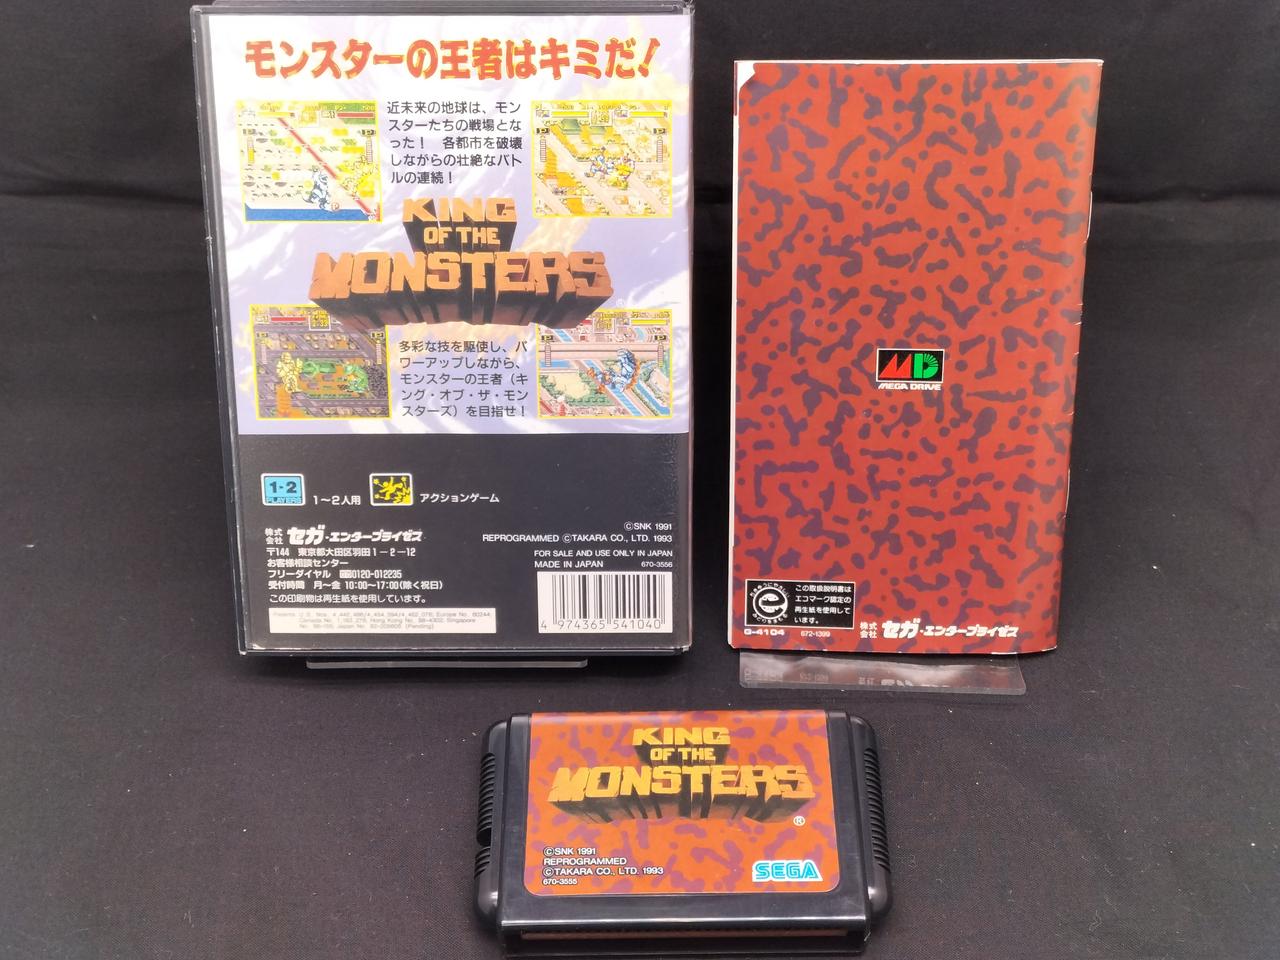 モンスターの王者はキミだ!
近未来の地球は、モン
スターたちの戦場とな
った! 各都市を破壊
しながらの壮絶なバト
ルの連続!
KING
OF THE
MONSTERS
多彩な技を駆使し、パ
ワーアップしながら、
モンスターの王者(キ
ング・オブ・ザ・モン
スターズ)を目指せ!
1-2
PLAYERS
1〜2人用
アクションゲーム
株式会社 セガ・エンタープライゼス
〒144 東京都大田区羽田1-2-12
お客様相談センター
フリーダイヤル 0120-012235
受付時間 月〜金 10:00〜17:00(除く祝日)
この印刷物は再生紙を使用しています。
©SNK 1991
REPROGRAMMED ©TAKARA CO., LTD. 1993
FOR SALE AND USE ONLY IN JAPAN
MADE IN JAPAN 670-3556
4 974365 541040
MD
MEGA DRIVE
この取扱説明書は
エコマーク認定の
再生紙を使用して
います。
G-4104 672-1399
株式会社 セガ・エンタープライゼス
KING
OF THE
MONSTERS
®
©SNK 1991
REPROGRAMMED
©TAKARA CO., LTD. 1993
670-3555
SEGA